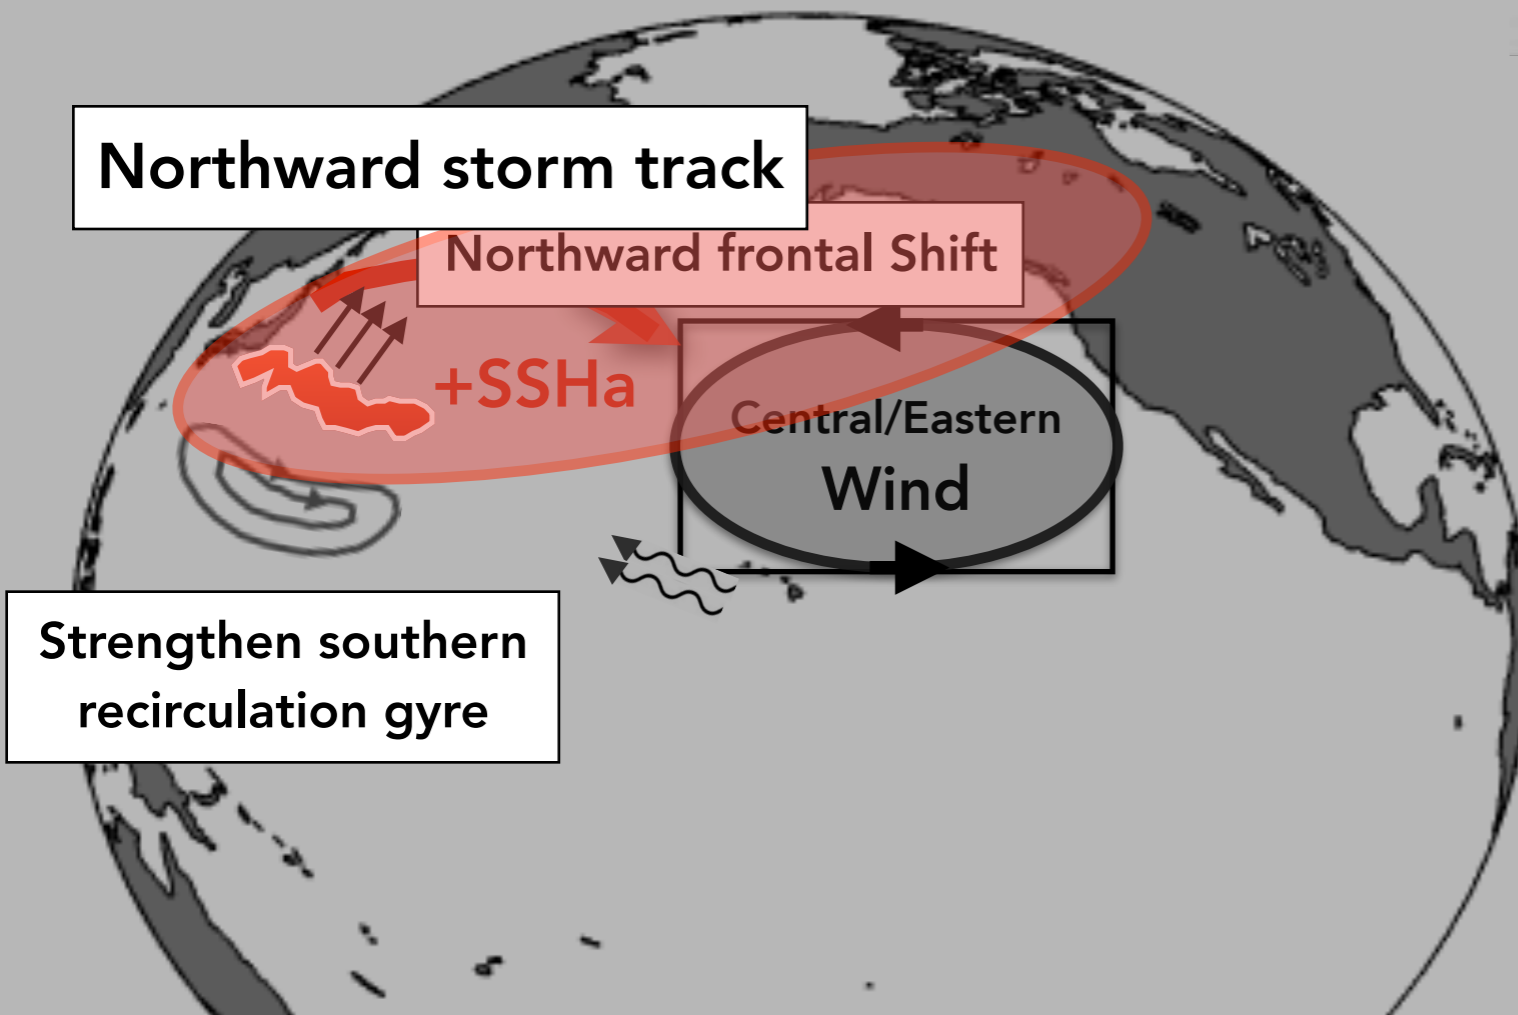 Northward storm track
Northward frontal Shift
+SSHa
Central/Eastern
Wind
Strengthen southern
recirculation gyre